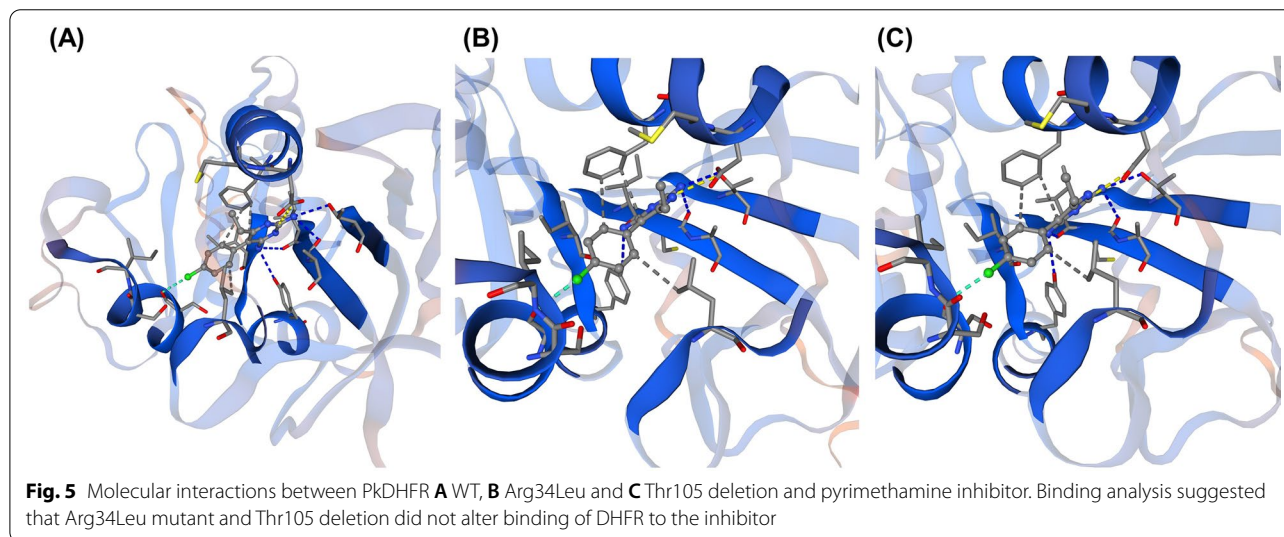 (A)
(B)
(C)
Fig. 5 Molecular interactions between PkDHFR A WT, B Arg34Leu and C Thr105 deletion and pyrimethamine inhibitor. Binding analysis suggested
that Arg34Leu mutant and Thr105 deletion did not alter binding of DHFR to the inhibitor